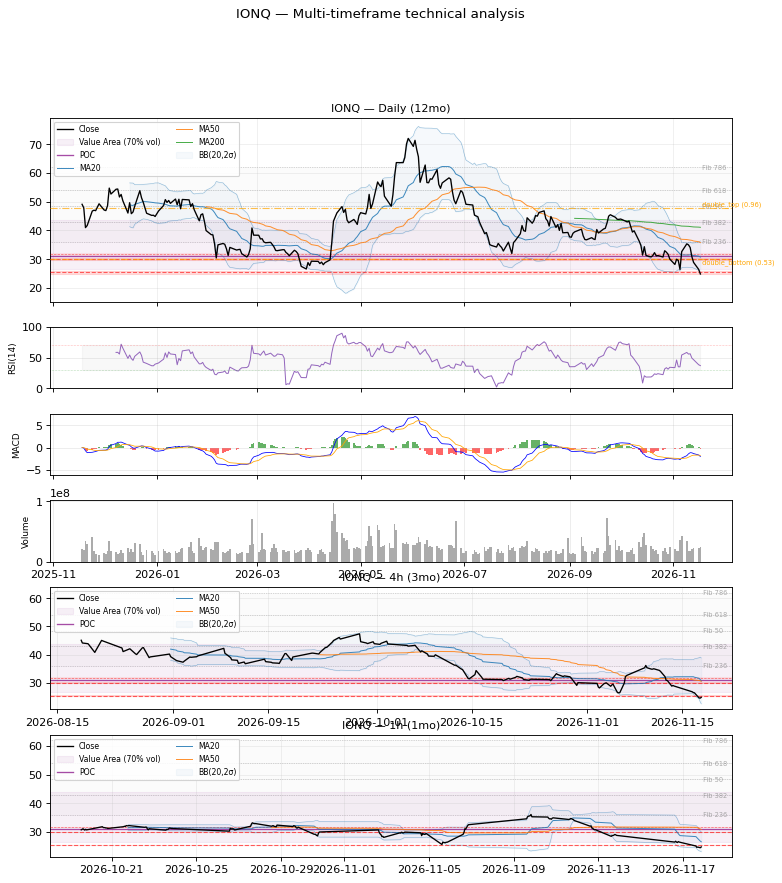 IONQ — Multi-timeframe technical analysis
IONQ — Daily (12mo)
Close
Value Area (70% vol)
POC
MA20
MA50
MA200
BB(20,2σ)
70
60
50
40
30
20
Fib 786
Fib 618
double_top (0.96)
Fib 382
Fib 236
double_bottom (0.53)
100
50
0
RSI(14)
5
0
−5
MACD
1e8
1
0
Volume
2025-11
2026-01
2026-03
2026-05
2026-07
2026-09
2026-11
IONQ — 4h (3mo)
Close
Value Area (70% vol)
POC
MA20
MA50
BB(20,2σ)
60
50
40
30
Fib 786
Fib 618
Fib 50
Fib 382
Fib 236
2026-08-15
2026-09-01
2026-09-15
2026-10-01
2026-10-15
2026-11-01
2026-11-15
IONQ — 1h (1mo)
Close
Value Area (70% vol)
POC
MA20
MA50
BB(20,2σ)
60
50
40
30
Fib 786
Fib 618
Fib 50
Fib 382
Fib 236
2026-10-21
2026-10-25
2026-10-29
2026-11-01
2026-11-05
2026-11-09
2026-11-13
2026-11-17